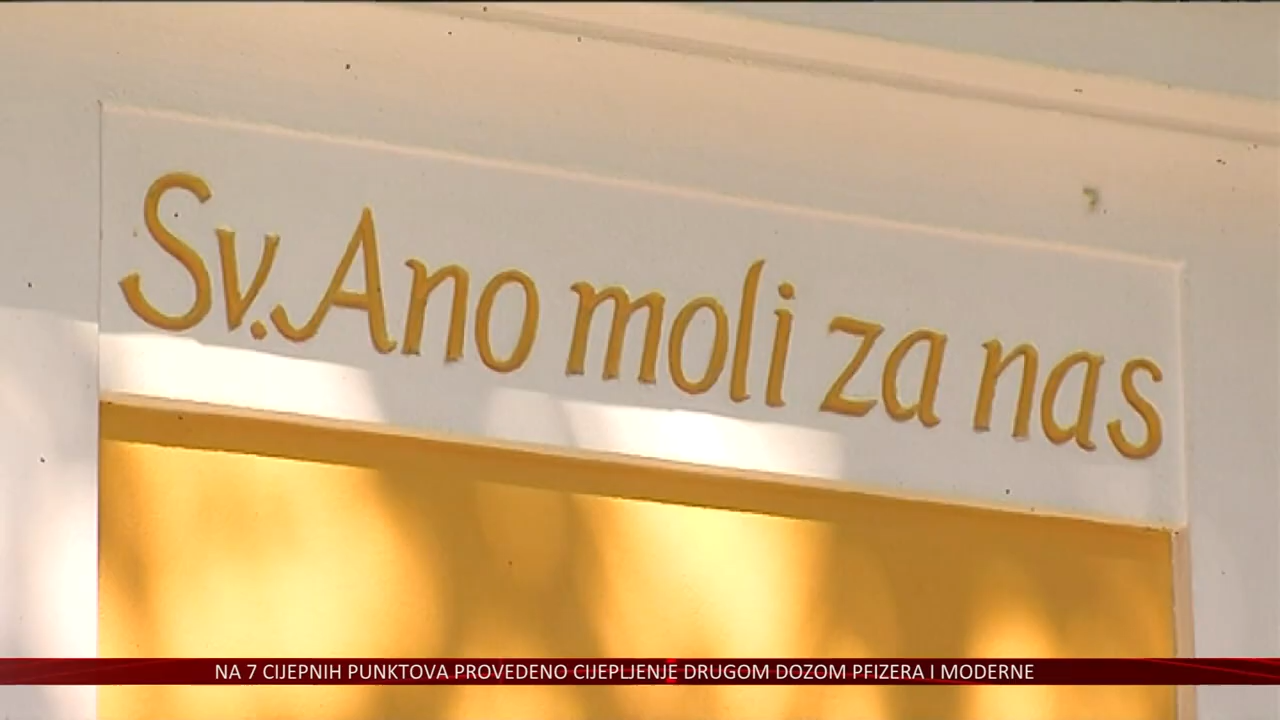 Sv. Ano moli za nas
NA 7 CIJEPNIH PUNKTOVA PROVEDENO CIJEPLJENJE DRUGOM DOZOM PFIZERA I MODERNE